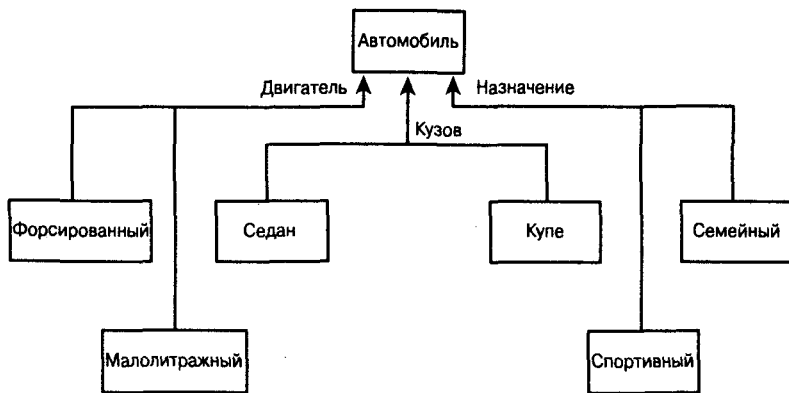 Автомобиль
Двигатель
Назначение
Кузов
Форсированный
Седан
Купе
Семейный
Малолитражный
Спортивный